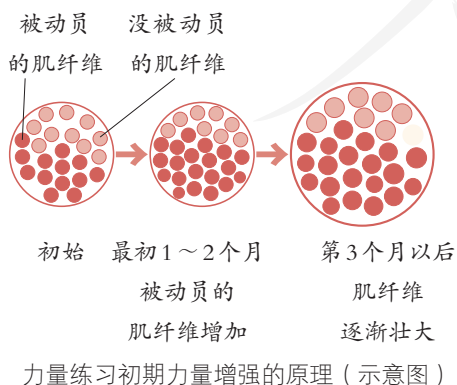 被动员
的肌纤维
没被动员
的肌纤维
初始
最初1～2个月
被动员的
肌纤维增加
第3个月以后
肌纤维
逐渐壮大
力量练习初期力量增强的原理（示意图）